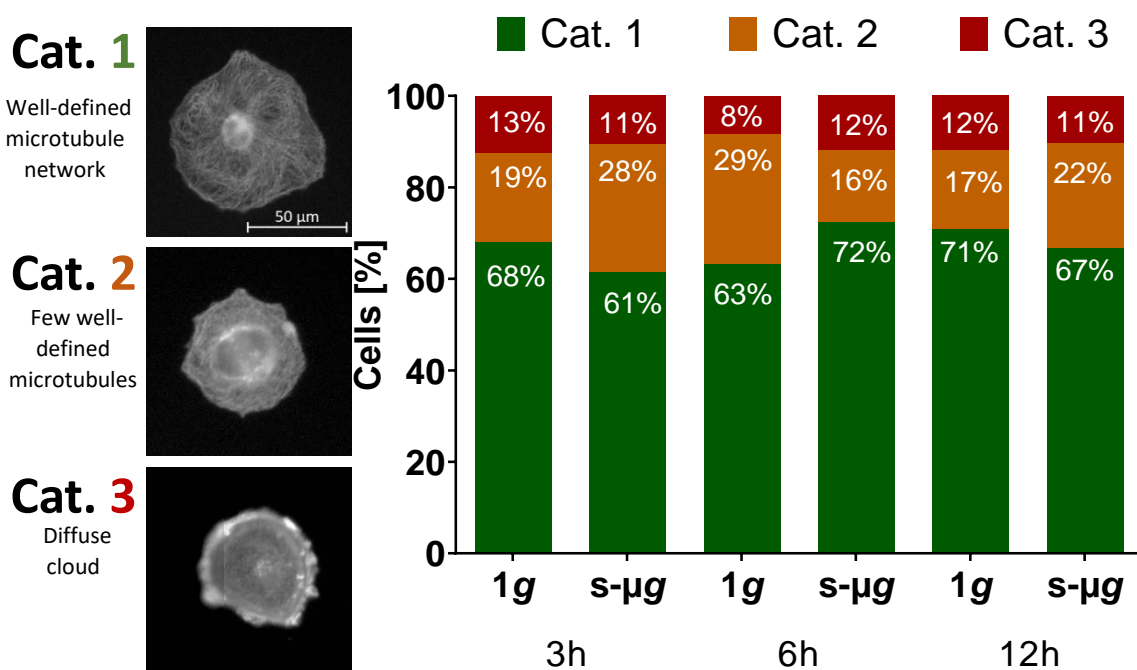 Cat. 1
Well-defined
microtubule
network
50 µm
Cat. 2
Few well-
defined
microtubules
Cat. 3
Diffuse
cloud
Cat. 1 Cat. 2 Cat. 3
Cells [%]
100
80
60
40
20
0
13% 11% 8% 12% 12% 11%
19% 28% 29% 16% 17% 22%
68% 61% 63% 72% 71% 67%
1g s-µg 1g s-µg 1g s-µg
3h 6h 12h